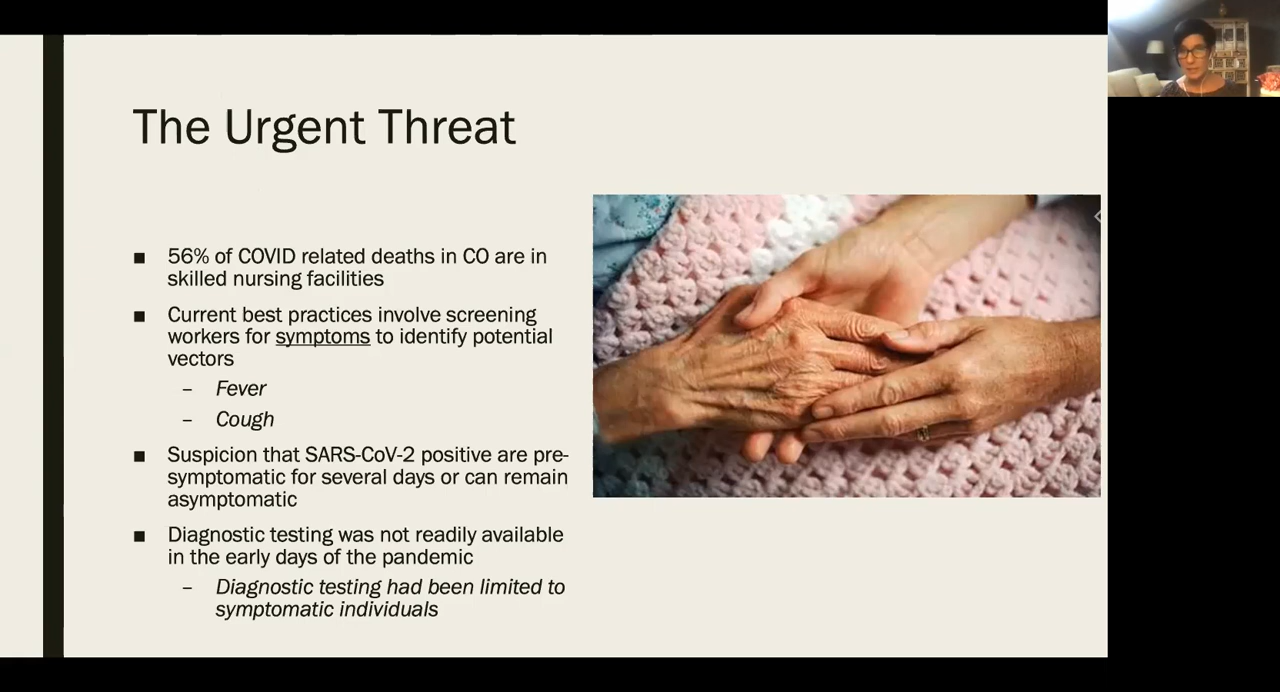 The Urgent Threat
■ 56% of COVID related deaths in CO are in
skilled nursing facilities
■ Current best practices involve screening
workers for symptoms to identify potential
vectors
– Fever
– Cough
■ Suspicion that SARS-CoV-2 positive are pre-
symptomatic for several days or can remain
asymptomatic
■ Diagnostic testing was not readily available
in the early days of the pandemic
– Diagnostic testing had been limited to
symptomatic individuals